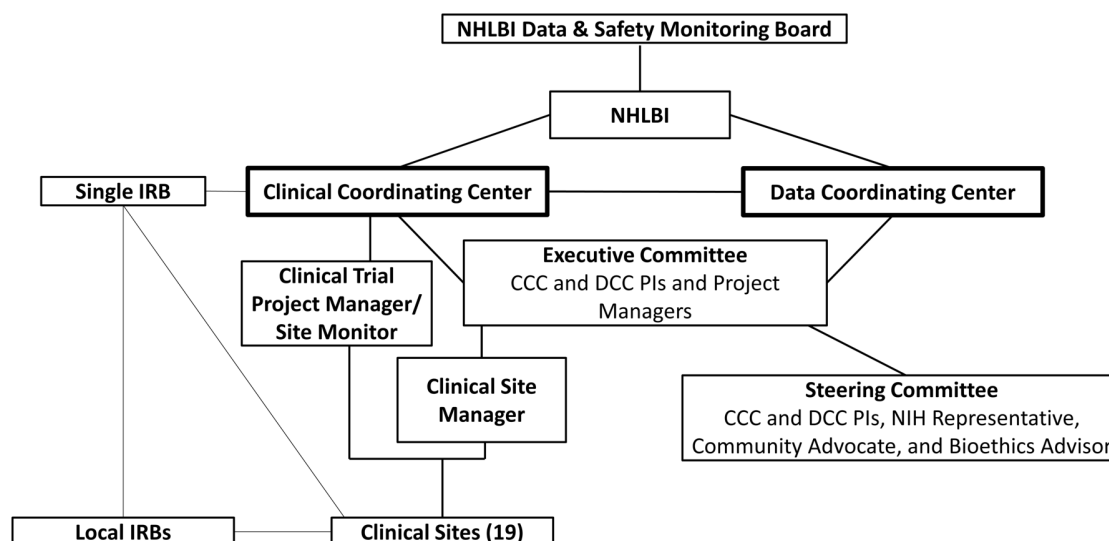 NHLBI Data & Safety Monitoring Board
NHLBI
Single IRB
Clinical Coordinating Center
Data Coordinating Center
Executive Committee
CCC and DCC PIs and Project
Managers
Clinical Trial
Project Manager/
Site Monitor
Clinical Site
Manager
Steering Committee
CCC and DCC PIs, NIH Representative,
Community Advocate, and Bioethics Advisor
Local IRBs
Clinical Sites (19)